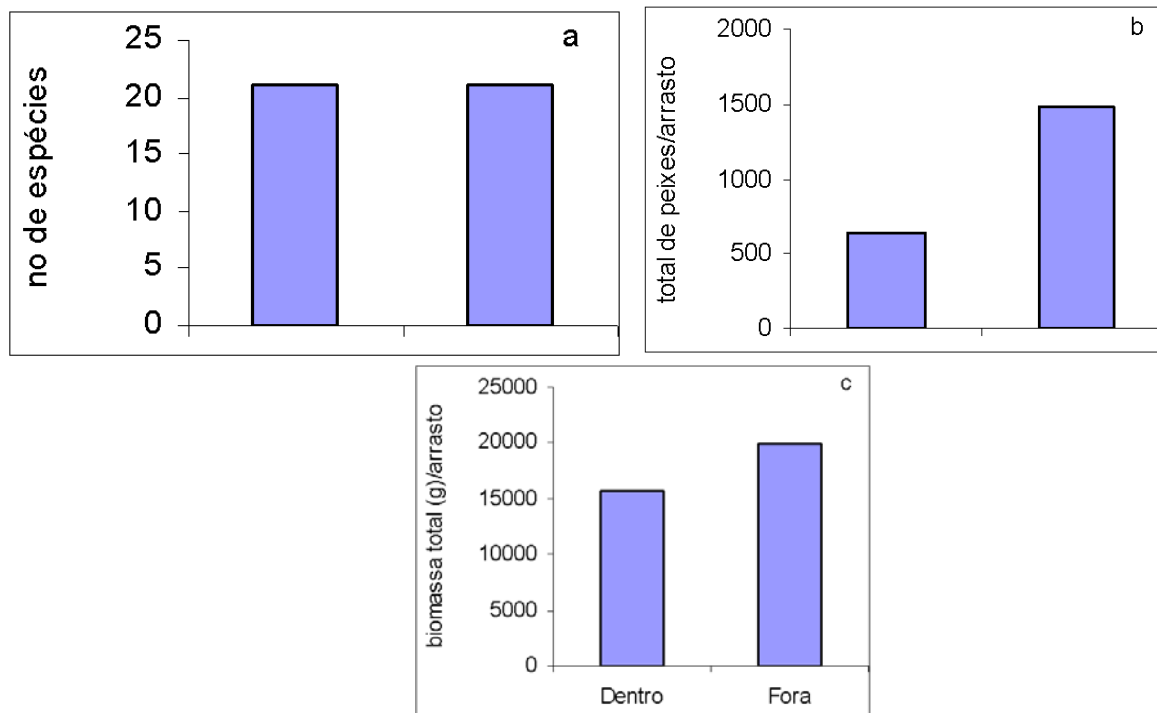 a
no de espécies
25
20
15
10
5
0
b
total de peixes/arrasto
2000
1500
1000
500
0
c
biomassa total (g)/arrasto
25000
20000
15000
10000
5000
0
Dentro Fora